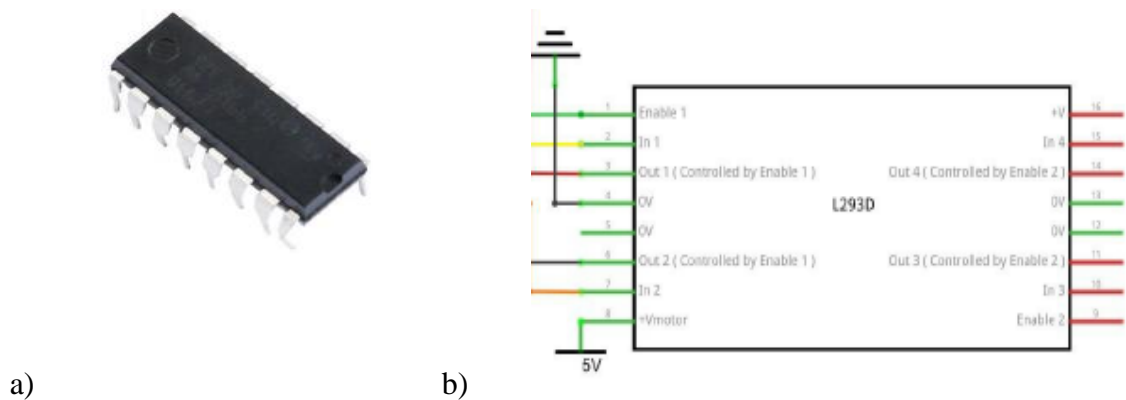 1 Enable 1 +V 16
2 In 1 In 4 15
3 Out 1 ( Controlled by Enable 1 ) Out 4 ( Controlled by Enable 2 ) 14
4 0V L293D 0V 13
5 0V 0V 12
6 Out 2 ( Controlled by Enable 1 ) Out 3 ( Controlled by Enable 2 ) 11
7 In 2 In 3 10
8 +Vmotor Enable 2 9
5V
a) b)